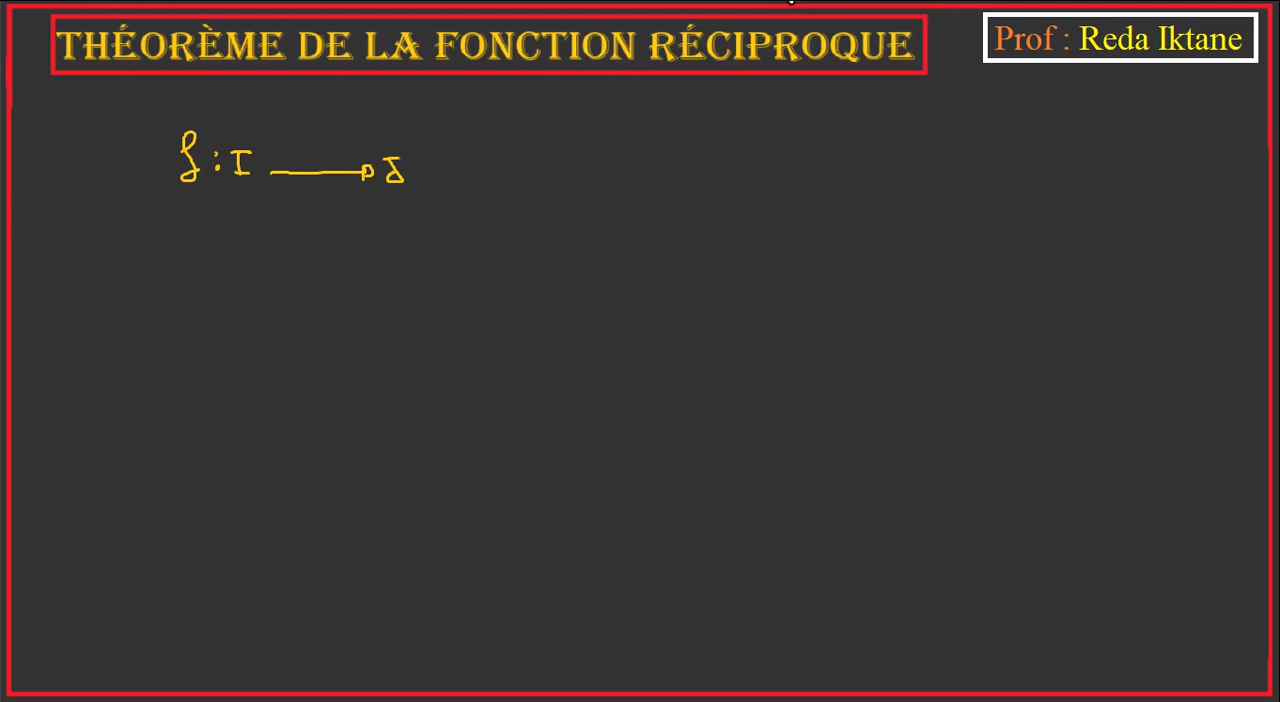 THÉORÈME DE LA FONCTION RÉCIPROQUE
Prof : Reda Iktane
f : I → J